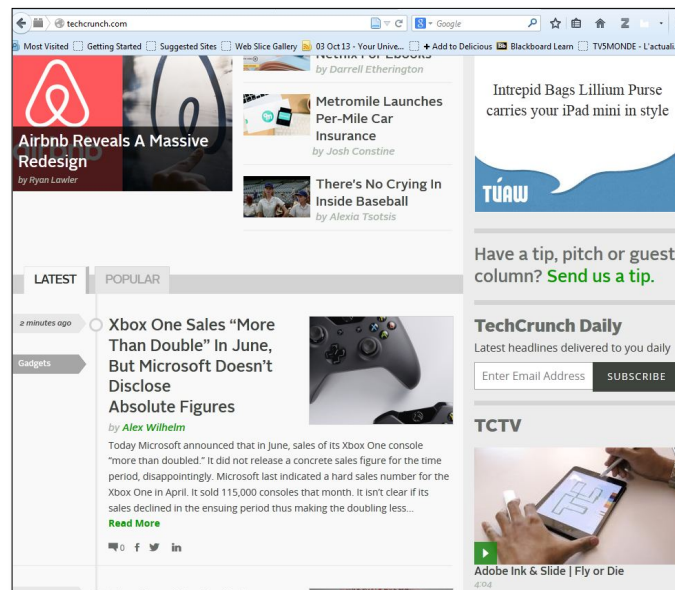 techcrunch.com
Google
Most Visited
Getting Started
Suggested Sites
Web Slice Gallery
03 Oct 13 - Your Unive...
+ Add to Delicious
Blackboard Learn
TV5MONDE - L'actuali
Netflix For Ebooks
by Darrell Etherington
Metromile Launches
Per-Mile Car
Insurance
by Josh Constine
There's No Crying In
Inside Baseball
by Alexia Tsotsis
Airbnb Reveals A Massive
Redesign
by Ryan Lawler
Intrepid Bags Lillium Purse
carries your iPad mini in style
TUAW
Have a tip, pitch or guest
column? Send us a tip.
LATEST
POPULAR
2 minutes ago
Gadgets
Xbox One Sales “More
Than Double” In June,
But Microsoft Doesn’t
Disclose
Absolute Figures
by Alex Wilhelm
Today Microsoft announced that in June, sales of its Xbox One console
“more than doubled.” It did not release a concrete sales figure for the time
period, disappointingly. Microsoft last indicated a hard sales number for the
Xbox One in April. It sold 115,000 consoles that month. It isn’t clear if its
sales declined in the ensuing period thus making the doubling less...
Read More
0
TechCrunch Daily
Latest headlines delivered to you daily
Enter Email Address
SUBSCRIBE
TCTV
Adobe Ink & Slide | Fly or Die
4:04